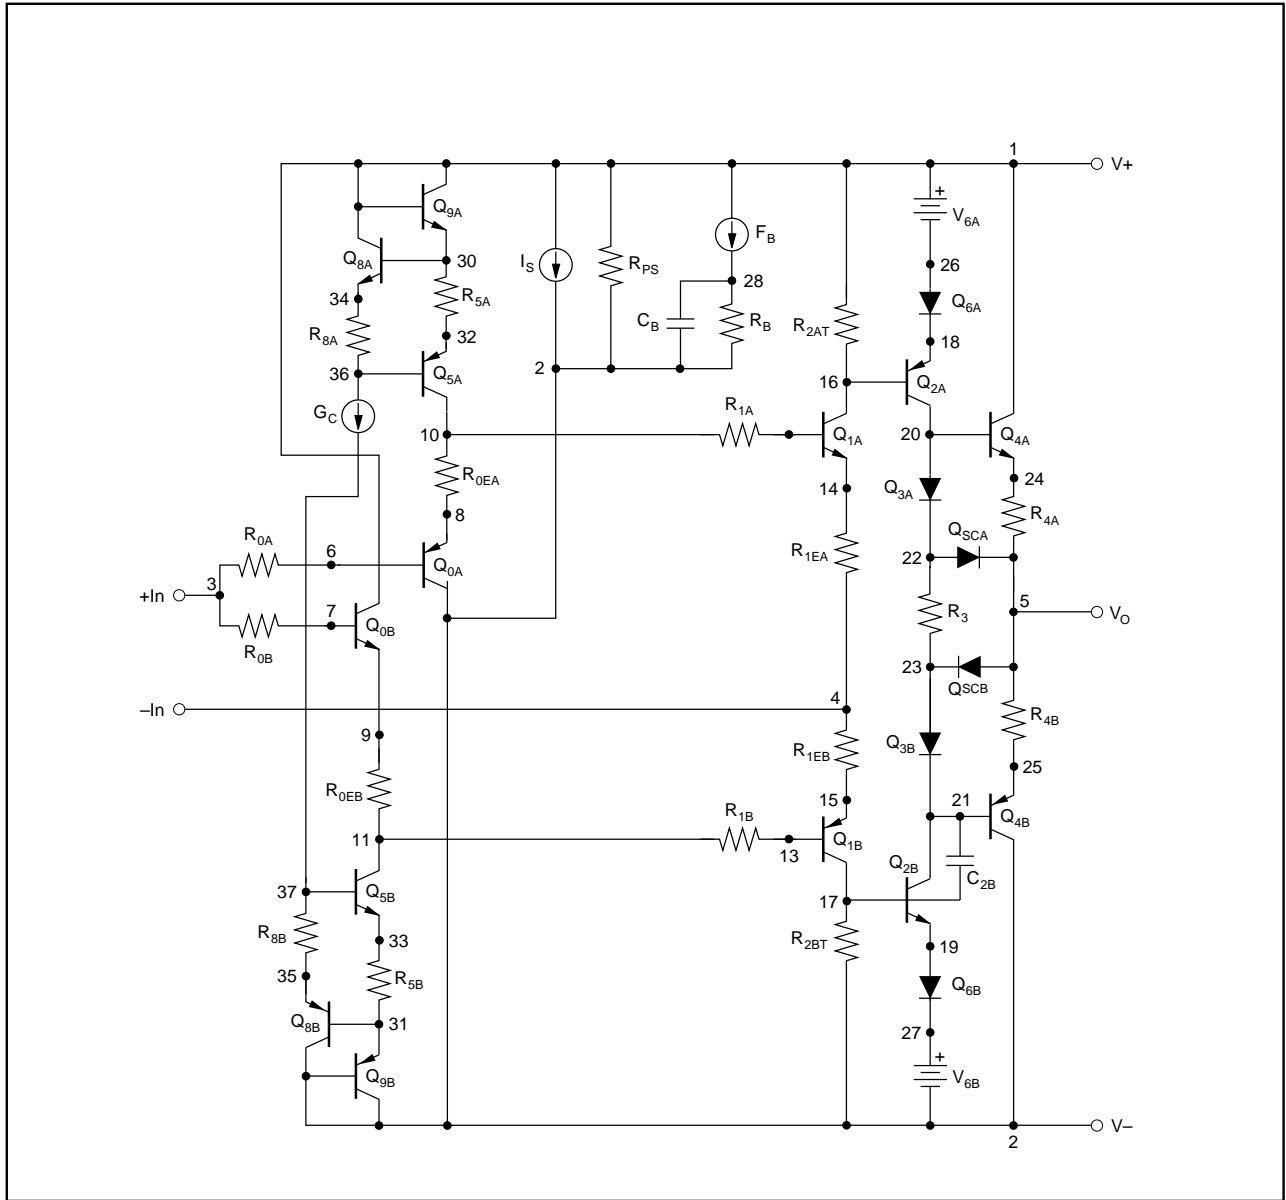 1
V+
+
Q9A
V6A
FB
Q8A
30
IS
RPS
26
28
34
R5A
Q6A
CB
RB
R2AT
R8A
32
18
2
36
Q5A
16
Q2A
GC
R1A
10
Q1A
20
Q4A
R0EA
14
24
Q3A
8
R4A
R0A
QSCA
6
R1EA
22
Q0A
3
+In
7
R3
5
VO
Q0B
R0B
23
QSCB
4
–In
R4B
9
Q3B
R1EB
25
R0EB
15
21
R1B
Q4B
11
Q1B
13
Q2B
C2B
37
Q5B
17
R8B
R2BT
33
19
35
R5B
Q6B
Q8B
31
27
+
Q9B
V6B
V–
2